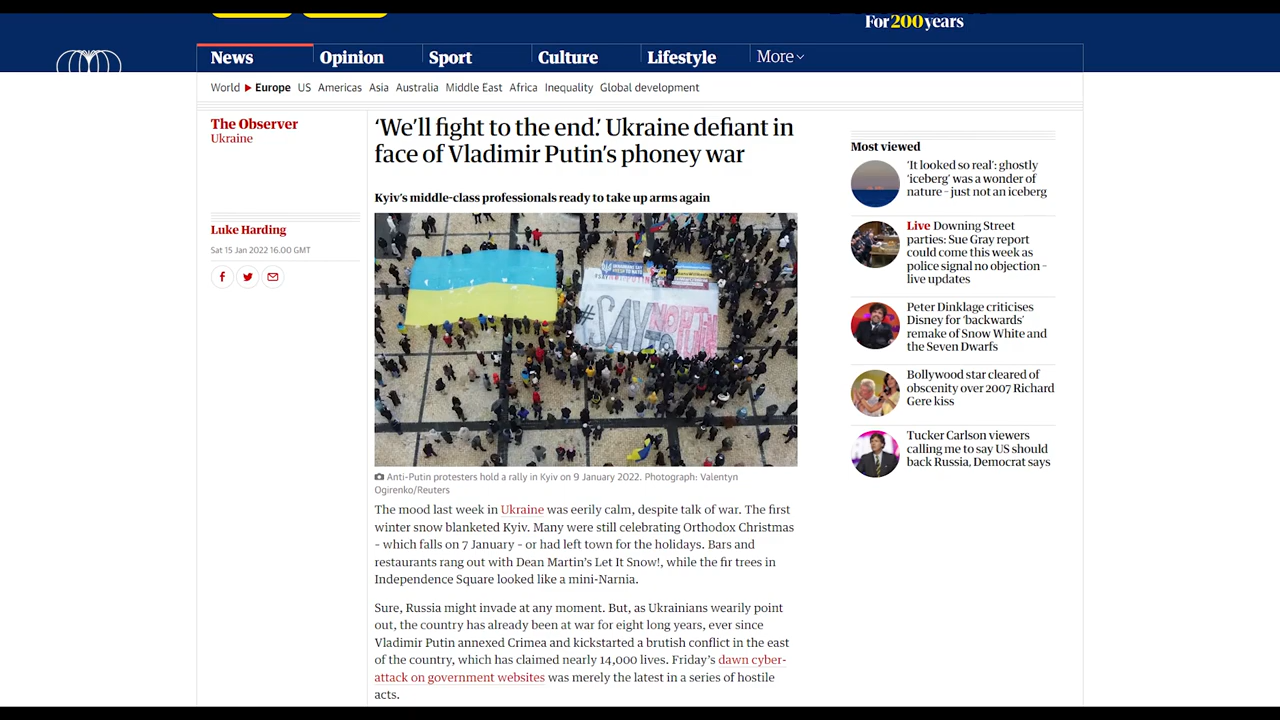 For200years
News
Opinion
Sport
Culture
Lifestyle
More
World
Europe
US
Americas
Asia
Australia
Middle East
Africa
Inequality
Global development
The Observer
Ukraine
Luke Harding
Sat 15 Jan 2022 16.00 GMT
‘We’ll fight to the end.’ Ukraine defiant in
face of Vladimir Putin’s phoney war
Kyiv’s middle-class professionals ready to take up arms again
#SAY
TO
Anti-Putin protesters hold a rally in Kyiv on 9 January 2022. Photograph: Valentyn
Ogirenko/Reuters
The mood last week in Ukraine was eerily calm, despite talk of war. The first
winter snow blanketed Kyiv. Many were still celebrating Orthodox Christmas
– which falls on 7 January – or had left town for the holidays. Bars and
restaurants rang out with Dean Martin’s Let It Snow!, while the fir trees in
Independence Square looked like a mini-Narnia.
Sure, Russia might invade at any moment. But, as Ukrainians wearily point
out, the country has already been at war for eight long years, ever since
Vladimir Putin annexed Crimea and kickstarted a brutish conflict in the east
of the country, which has claimed nearly 14,000 lives. Friday’s dawn cyber-
attack on government websites was merely the latest in a series of hostile
acts.
Most viewed
‘It looked so real’: ghostly
‘iceberg’ was a wonder of
nature – just not an iceberg
Live Downing Street
parties: Sue Gray report
could come this week as
police signal no objection –
live updates
Peter Dinklage criticises
Disney for ‘backwards’
remake of Snow White and
the Seven Dwarfs
Bollywood star cleared of
obscenity over 2007 Richard
Gere kiss
Tucker Carlson viewers
calling me to say US should
back Russia, Democrat says